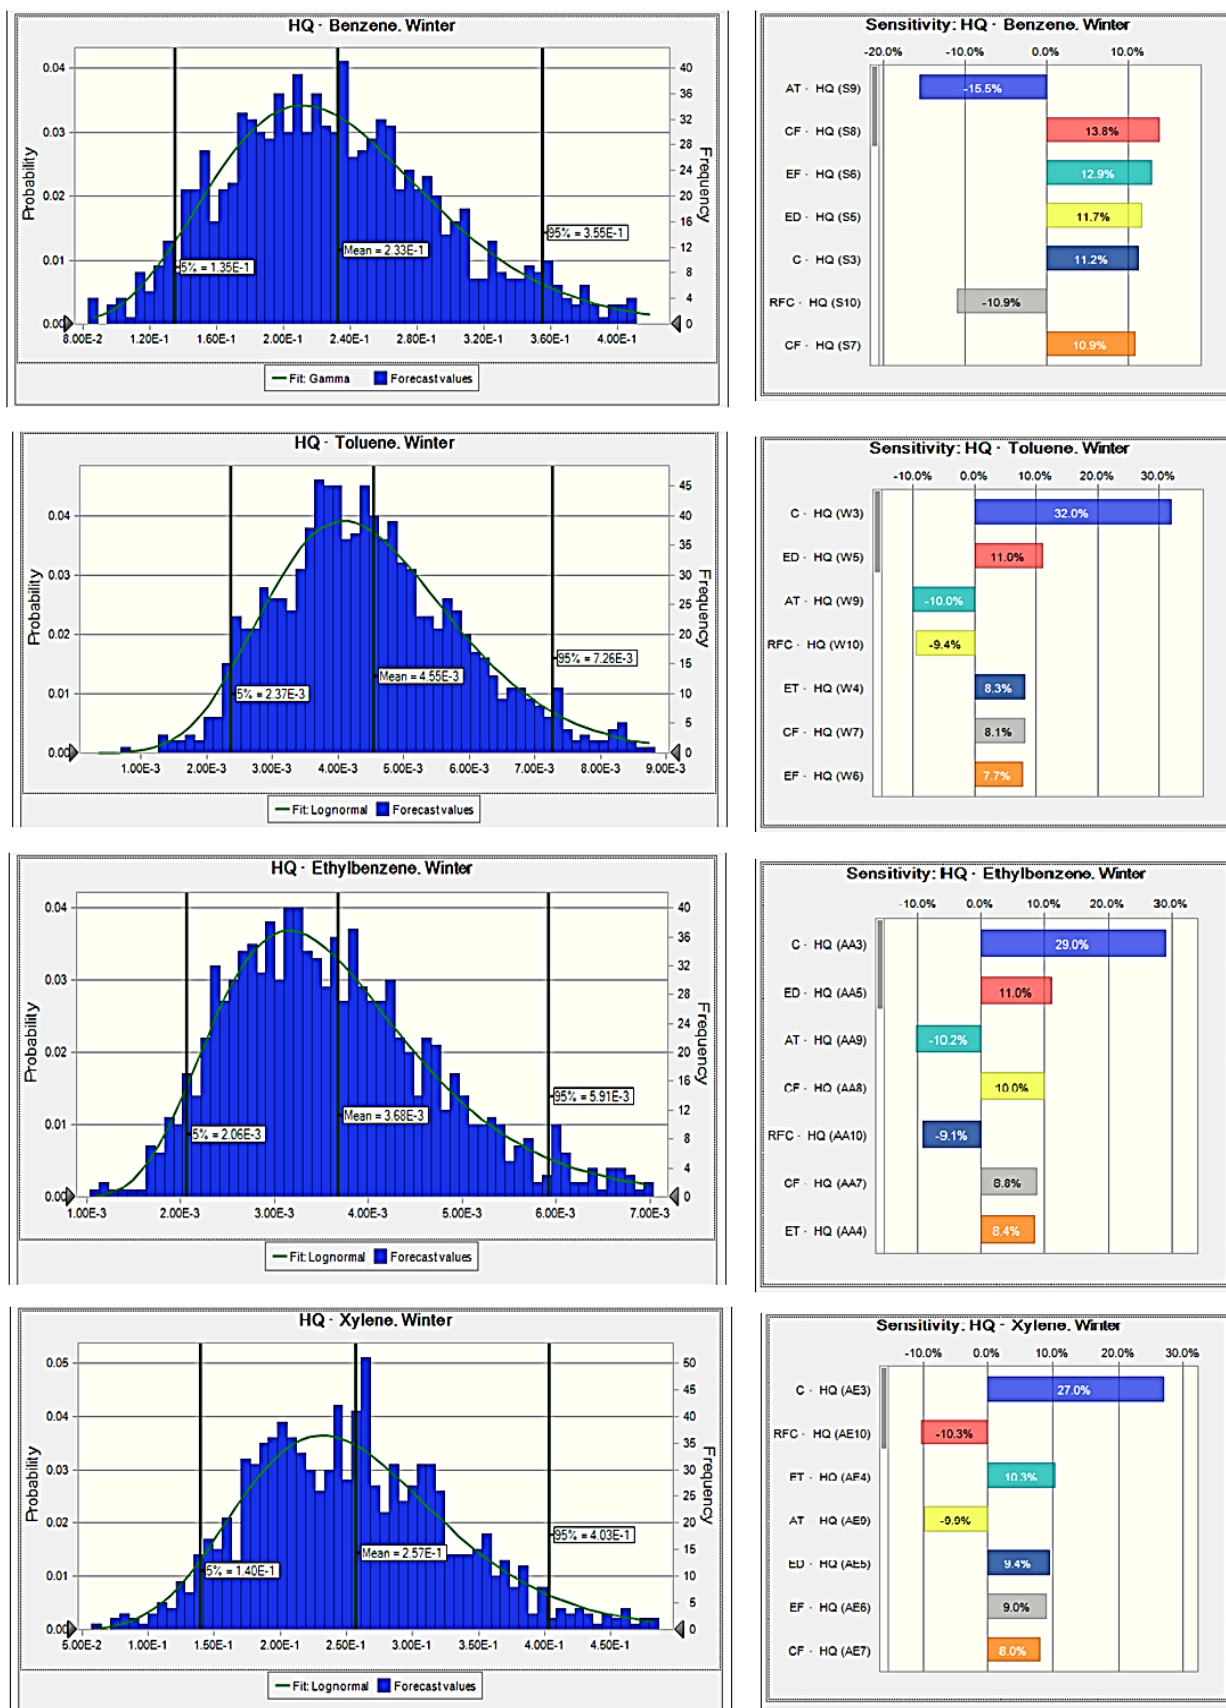 HQ - Benzene. Winter
Probability
0.04
0.03
0.02
0.01
0.00
40
36
32
28
24
20
16
12
8
4
0
Frequency
5% = 1.35E-1
Mean = 2.33E-1
95% = 3.55E-1
8.00E-2 1.20E-1 1.60E-1 2.00E-1 2.40E-1 2.80E-1 3.20E-1 3.60E-1 4.00E-1
Fit: Gamma Forecast values
Sensitivity: HQ - Benzene. Winter
-20.0% -10.0% 0.0% 10.0%
AT - HQ (S9) -15.5%
CF - HQ (S8) 13.8%
EF - HQ (S6) 12.9%
ED - HQ (S5) 11.7%
C - HQ (S3) 11.2%
RFC - HQ (S10) -10.9%
CF - HQ (S7) 10.9%
HQ - Toluene. Winter
Probability
0.04
0.03
0.02
0.01
0.00
45
40
35
30
25
20
15
10
5
0
Frequency
5% = 2.37E-3
Mean = 4.55E-3
95% = 7.26E-3
1.00E-3 2.00E-3 3.00E-3 4.00E-3 5.00E-3 6.00E-3 7.00E-3 8.00E-3 9.00E-3
Fit: Lognormal Forecast values
Sensitivity: HQ - Toluene. Winter
-10.0% 0.0% 10.0% 20.0% 30.0%
C - HQ (W3) 32.0%
ED - HQ (W5) 11.0%
AT - HQ (W9) -10.0%
RFC - HQ (W10) -9.4%
ET - HQ (W4) 8.3%
CF - HQ (W7) 8.1%
EF - HQ (W6) 7.7%
HQ - Ethylbenzene. Winter
Probability
0.04
0.03
0.02
0.01
0.00
40
36
32
28
24
20
16
12
8
4
0
Frequency
5% = 2.06E-3
Mean = 3.68E-3
95% = 5.91E-3
1.00E-3 2.00E-3 3.00E-3 4.00E-3 5.00E-3 6.00E-3 7.00E-3
Fit: Lognormal Forecast values
Sensitivity: HQ - Ethylbenzene. Winter
-10.0% 0.0% 10.0% 20.0% 30.0%
C - HQ (AA3) 29.0%
ED - HQ (AA5) 11.0%
AT - HQ (AA9) -10.2%
CF - HQ (AA8) 10.0%
RFC - HQ (AA10) -9.1%
CF - HQ (AA7) 8.8%
ET - HQ (AA4) 8.4%
HQ - Xylene. Winter
Probability
0.05
0.04
0.03
0.02
0.01
0.00
50
45
40
35
30
25
20
15
10
5
0
Frequency
5% = 1.40E-1
Mean = 2.57E-1
95% = 4.03E-1
5.00E-2 1.00E-1 1.50E-1 2.00E-1 2.50E-1 3.00E-1 3.50E-1 4.00E-1 4.50E-1
Fit: Lognormal Forecast values
Sensitivity: HQ - Xylene. Winter
-10.0% 0.0% 10.0% 20.0% 30.0%
C - HQ (AE3) 27.0%
RFC - HQ (AE10) -10.3%
ET - HQ (AE4) 10.3%
AT - HQ (AE9) -9.9%
ED - HQ (AE5) 9.4%
EF - HQ (AE6) 9.0%
CF - HQ (AE7) 8.0%